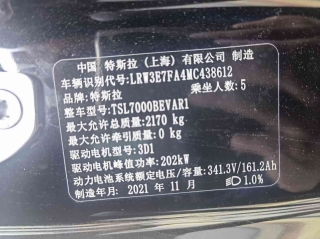 中国 特斯拉(上海)有限公司 制造
车辆识别代号:LRW3E7FA4MC438612
品牌:特斯拉 乘坐人数:5
整车型号:TSL7000BEVAR1
最大允许总质量:2170 kg
最大允许牵引质量:0 kg
驱动电机型号:3D1
驱动电机峰值功率:202kW
动力电池系统额定电压/容量:341.3V/161.2Ah
制造年月:2021 年 11 月 1.0%